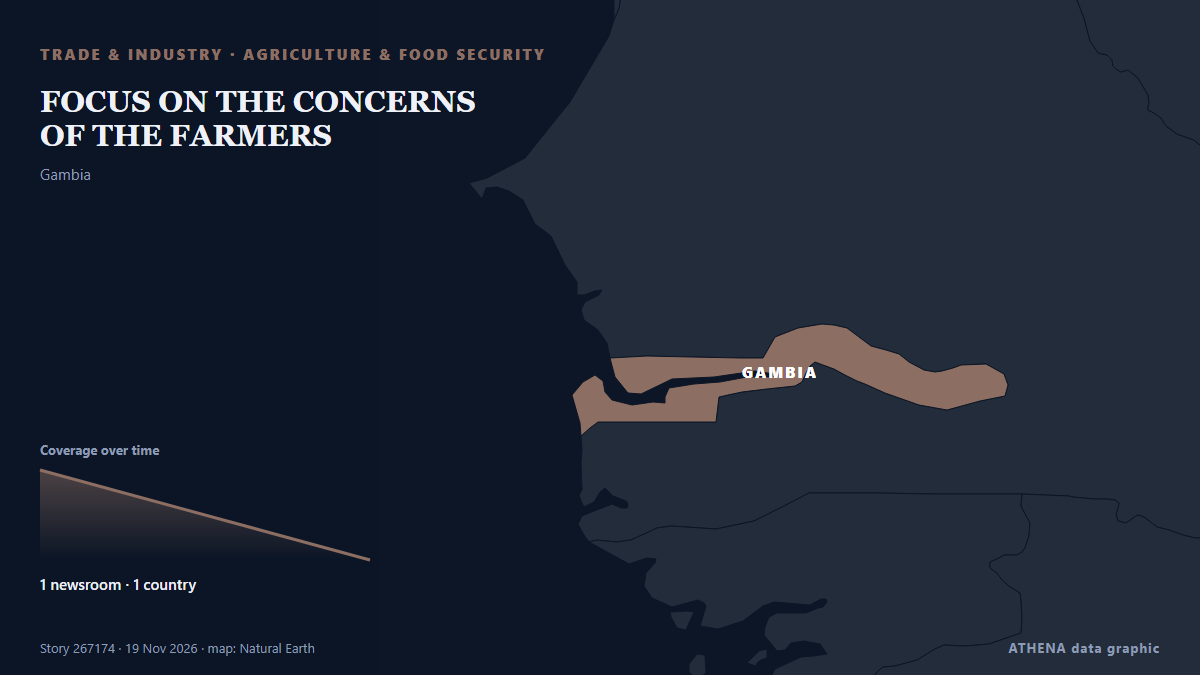 TRADE & INDUSTRY · AGRICULTURE & FOOD SECURITY
FOCUS ON THE CONCERNS
OF THE FARMERS
Gambia
GAMBIA
Coverage over time
1 newsroom · 1 country
Story 267174 · 19 Nov 2026 · map: Natural Earth
ATHENA data graphic